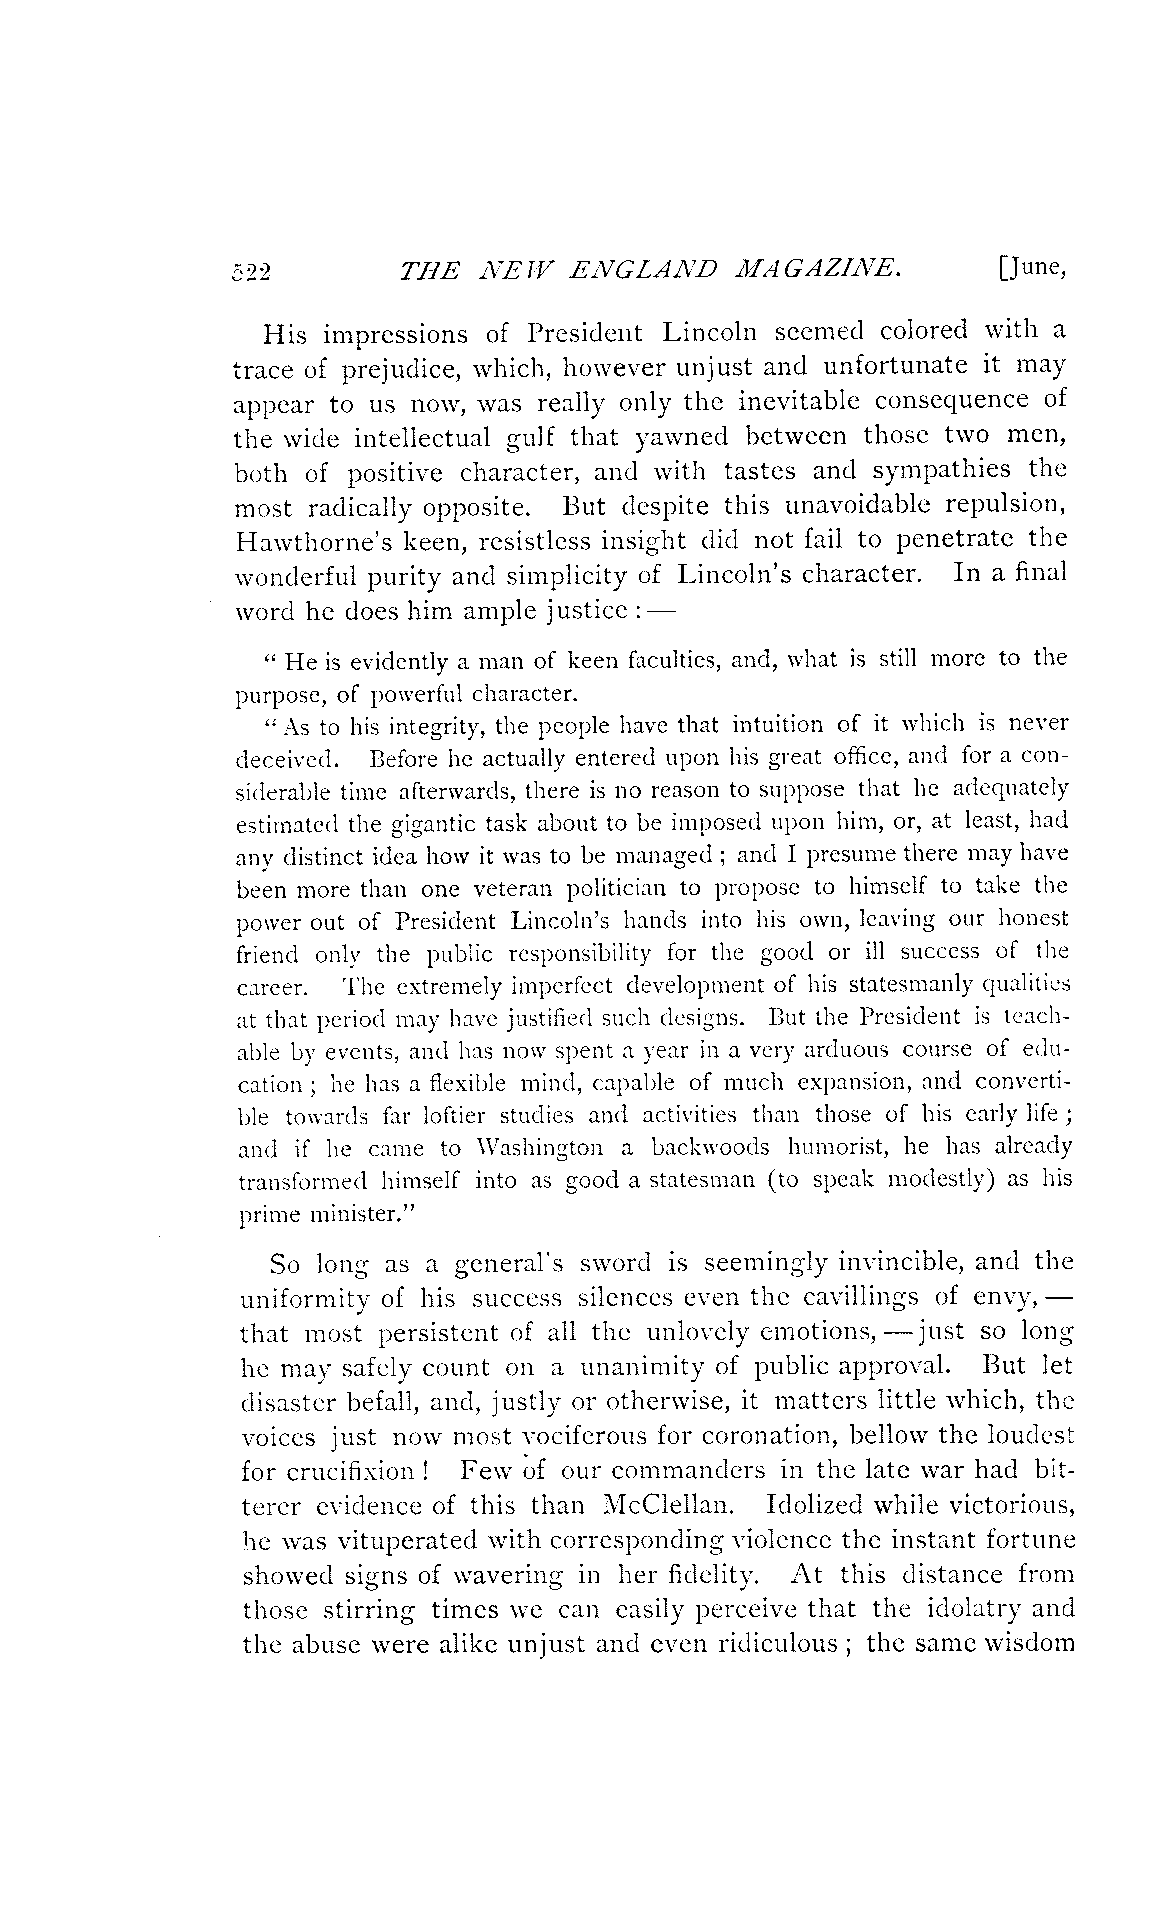 522 THE NEW ENGLAND MAGAZINE. [June,
His impressions of President Lincoln seemed colored with a
trace of prejudice, which, however unjust and unfortunate it may
appear to us now, was really only the inevitable consequence of
the wide intellectual gulf that yawned between those two men,
both of positive character, and with tastes and sympathies the
most radically opposite. But despite this unavoidable repulsion,
Hawthorne's keen, resistless insight did not fail to penetrate the
wonderful purity and simplicity of Lincoln's character. In a final
word he does him ample justice : —
“ He is evidently a man of keen faculties, and, what is still more to the
purpose, of powerful character.
“ As to his integrity, the people have that intuition of it which is never
deceived. Before he actually entered upon his great office, and for a con-
siderable time afterwards, there is no reason to suppose that he adequately
estimated the gigantic task about to be imposed upon him, or, at least, had
any distinct idea how it was to be managed ; and I presume there may have
been more than one veteran politician to propose to himself to take the
power out of President Lincoln's hands into his own, leaving our honest
friend only the public responsibility for the good or ill success of the
career. The extremely imperfect development of his statesmanly qualities
at that period may have justified such designs. But the President is teach-
able by events, and has now spent a year in a very arduous course of edu-
cation ; he has a flexible mind, capable of much expansion, and converti-
ble towards far loftier studies and activities than those of his early life ;
and if he came to Washington a backwoods humorist, he has already
transformed himself into as good a statesman (to speak modestly) as his
prime minister.”
So long as a general's sword is seemingly invincible, and the
uniformity of his success silences even the cavillings of envy, —
that most persistent of all the unlovely emotions, — just so long
he may safely count on a unanimity of public approval. But let
disaster befall, and, justly or otherwise, it matters little which, the
voices just now most vociferous for coronation, bellow the loudest
for crucifixion ! Few of our commanders in the late war had bit-
terer evidence of this than McClellan. Idolized while victorious,
he was vituperated with corresponding violence the instant fortune
showed signs of wavering in her fidelity. At this distance from
those stirring times we can easily perceive that the idolatry and
the abuse were alike unjust and even ridiculous ; the same wisdom